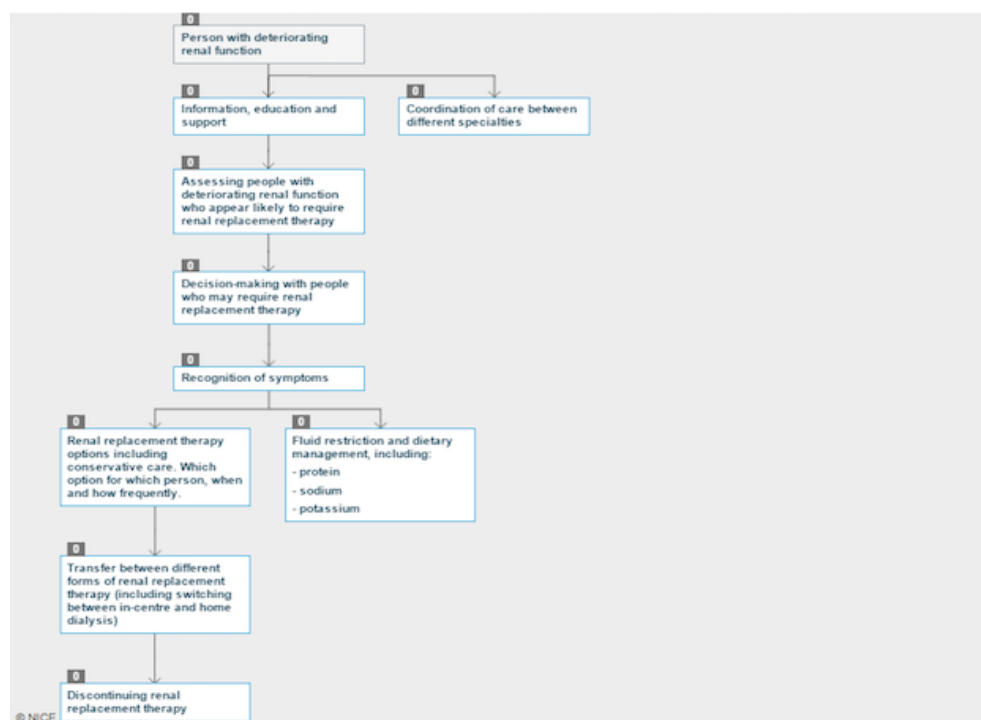 0
Person with deteriorating
renal function
0
Information, education and
support
0
Coordination of care between
different specialties
0
Assessing people with
deteriorating renal function
who appear likely to require
renal replacement therapy
0
Decision-making with people
who may require renal
replacement therapy
0
Recognition of symptoms
0
Renal replacement therapy
options including
conservative care. Which
option for which person, when
and how frequently.
0
Fluid restriction and dietary
management, including:
- protein
- sodium
- potassium
0
Transfer between different
forms of renal replacement
therapy (including switching
between in-centre and home
dialysis)
0
Discontinuing renal
replacement therapy
© NICE